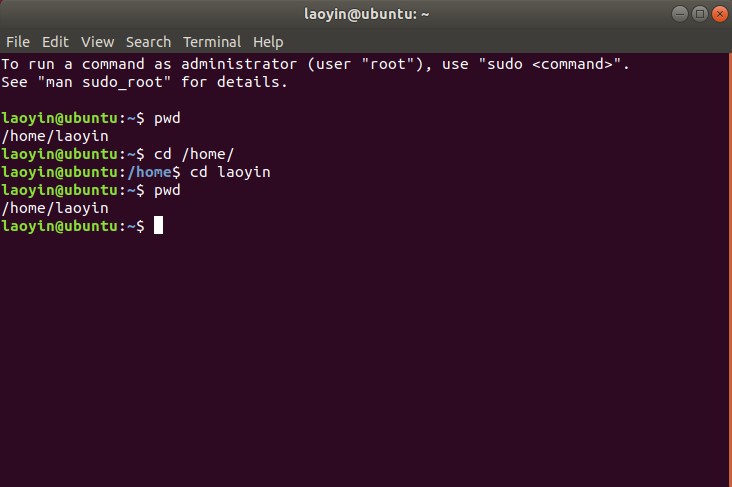 laoyin@ubuntu: ~
File Edit View Search Terminal Help
To run a command as administrator (user "root"), use "sudo <command>".
See "man sudo_root" for details.
laoyin@ubuntu:~$ pwd
/home/laoyin
laoyin@ubuntu:~$ cd /home/
laoyin@ubuntu:/home$ cd laoyin
laoyin@ubuntu:~$ pwd
/home/laoyin
laoyin@ubuntu:~$